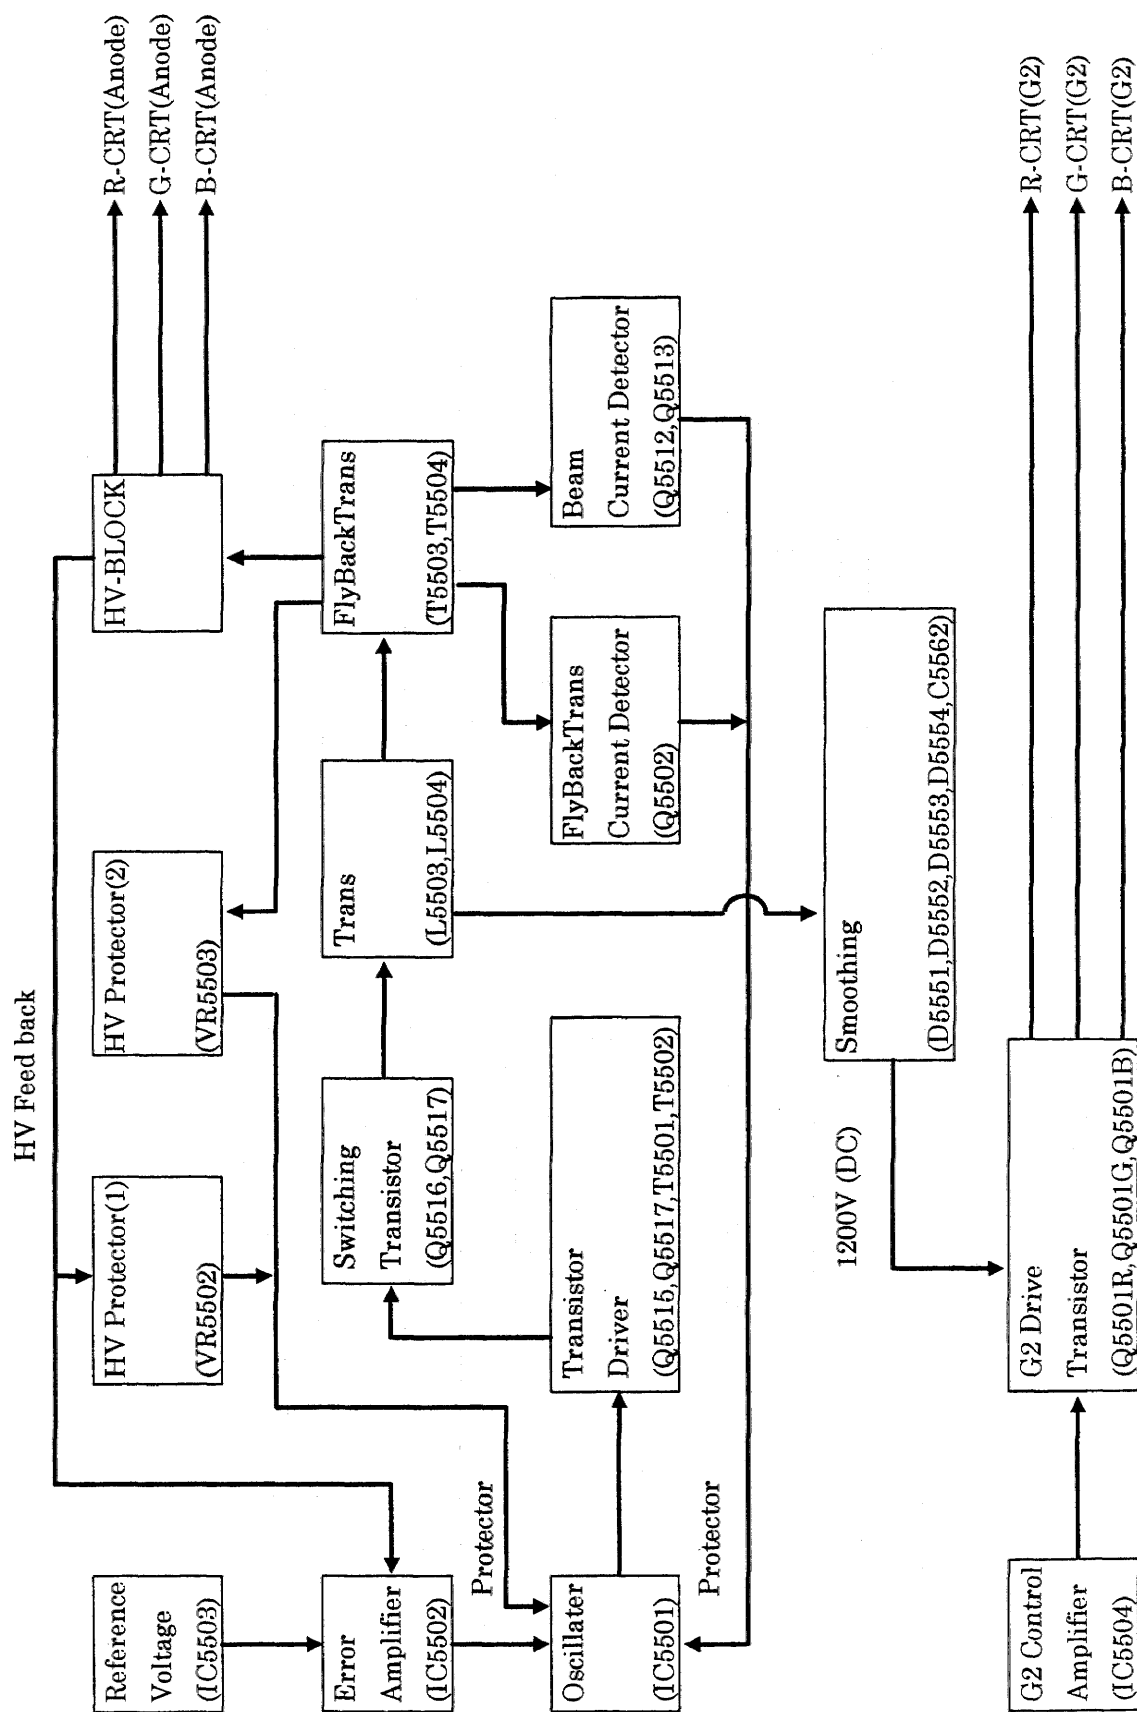 HV Feed back
Reference
Voltage
(IC5503)
HV Protector(1)
(VR5502)
HV Protector(2)
(VR5503)
HV-BLOCK
R-CRT(Anode)
G-CRT(Anode)
B-CRT(Anode)
Error
Amplifier
(IC5502)
Switching
Transistor
(Q5516,Q5517)
Trans
(L5503,L5504)
FlyBackTrans
(T5503,T5504)
Protector
Oscillater
(IC5501)
Transistor
Driver
(Q5515,Q5517,T5501,T5502)
FlyBackTrans
Current Detector
(Q5502)
Beam
Current Detector
(Q5512,Q5513)
Protector
1200V (DC)
Smoothing
(D5551,D5552,D5553,D5554,C5562)
G2 Control
Amplifier
(IC5504)
G2 Drive
Transistor
(Q5501R,Q5501G,Q5501B)
R-CRT(G2)
G-CRT(G2)
B-CRT(G2)